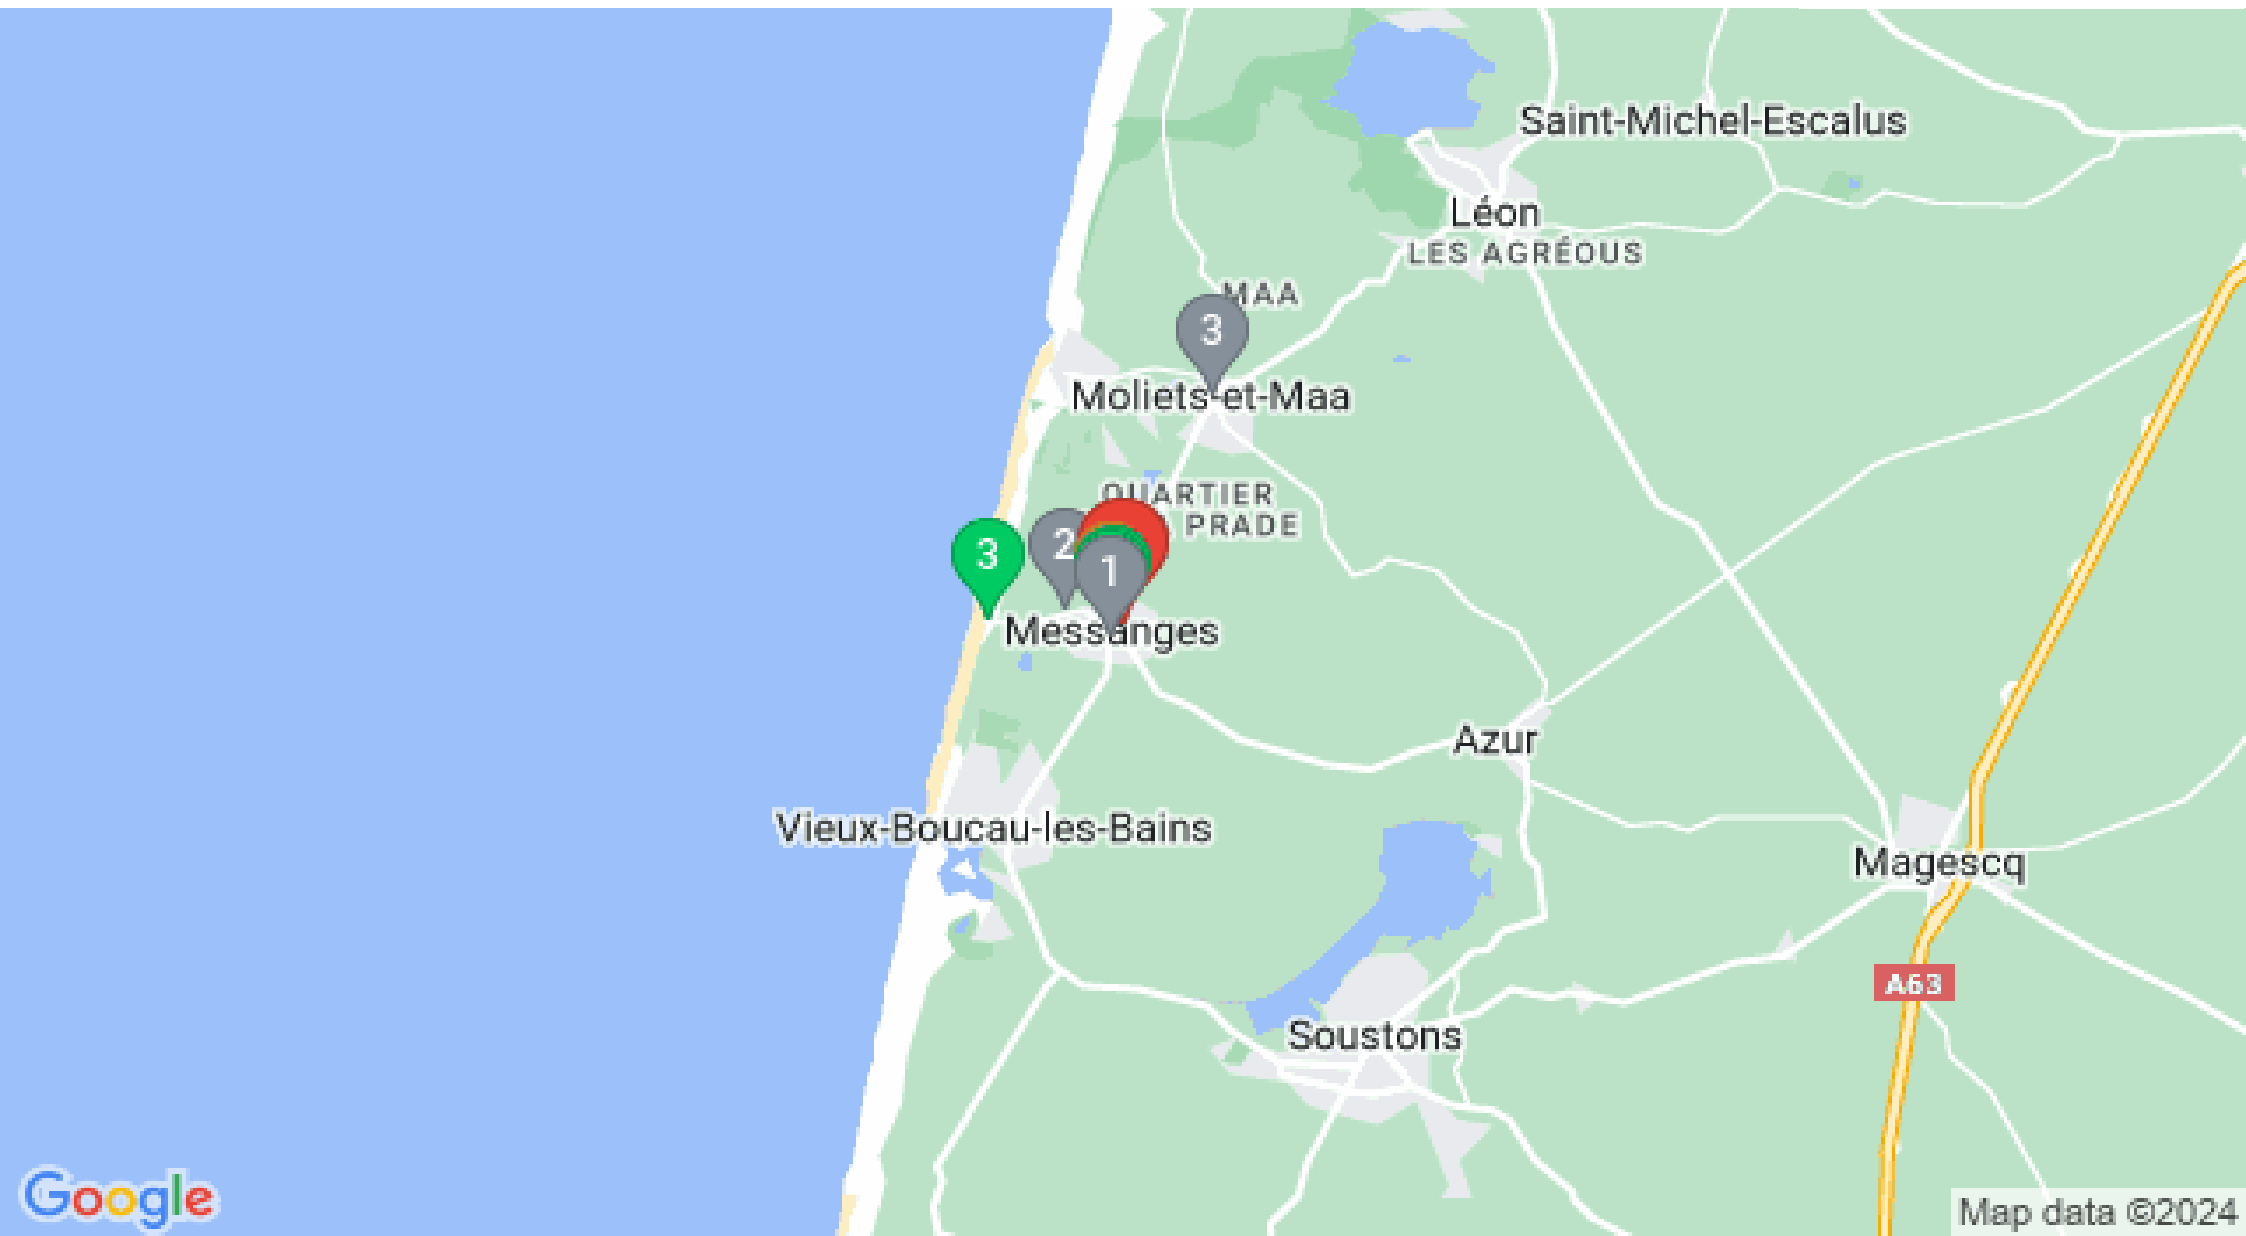 Saint-Michel-Escalus
Léon
LES AGRÉOUS
MAA
3
Moliets-et-Maa
QUARTIER
PRADE
3
2
1
Messanges
Azur
Vieux-Boucau-les-Bains
Magescq
A63
Soustons
Google
Map data ©2024